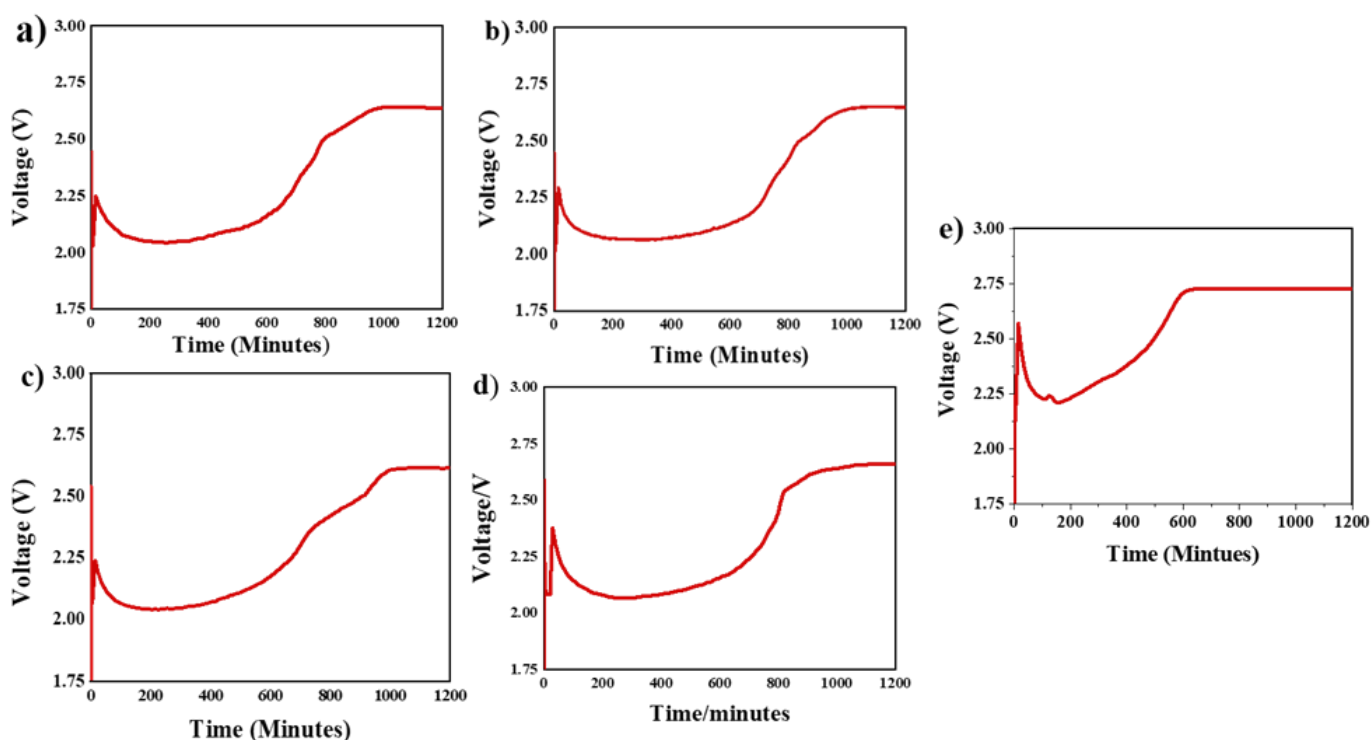 a)
3.00
2.75
2.50
2.25
2.00
1.75
Voltage (V)
0 200 400 600 800 1000 1200
Time (Minutes)
b)
3.00
2.75
2.50
2.25
2.00
1.75
Voltage (V)
0 200 400 600 800 1000 1200
Time (Minutes)
c)
3.00
2.75
2.50
2.25
2.00
1.75
Voltage (V)
0 200 400 600 800 1000 1200
Time (Minutes)
d)
3.00
2.75
2.50
2.25
2.00
1.75
Voltage/V
0 200 400 600 800 1000 1200
Time/minutes
e)
3.00
2.75
2.50
2.25
2.00
1.75
Voltage (V)
0 200 400 600 800 1000 1200
Time (Mintues)